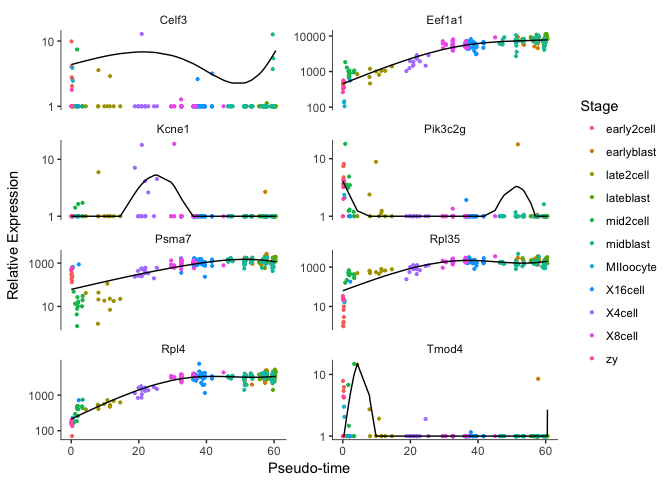 Celf3
Eef1a1
10
1
10000
1000
100
Kcne1
Pik3c2g
10
1
10
1
Psma7
Rpl35
1000
10
1000
10
Rpl4
Tmod4
1000
100
10
1
0 20 40 60
0 20 40 60
Pseudo-time
Relative Expression
Stage
early2cell
earlyblast
late2cell
lateblast
mid2cell
midblast
MIIoocyte
X16cell
X4cell
X8cell
zy